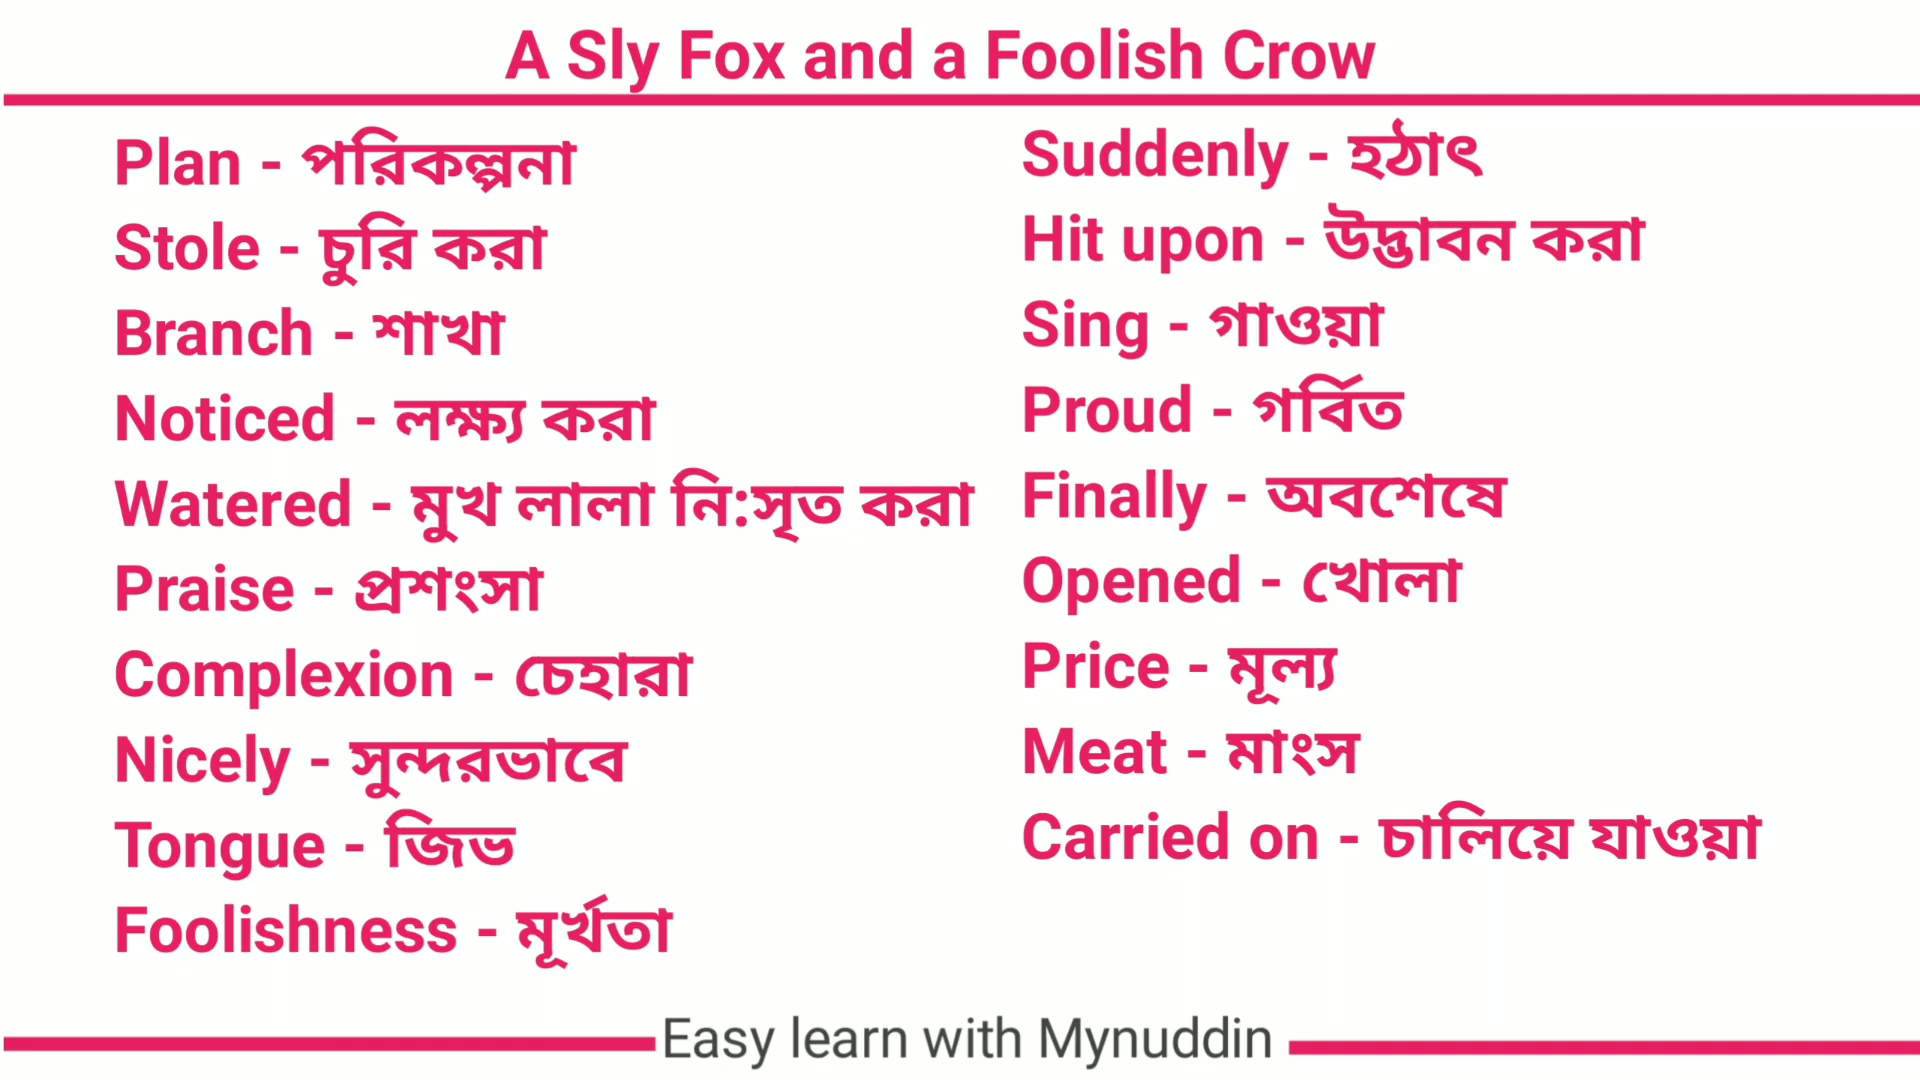 A Sly Fox and a Foolish Crow
Plan - পরিকল্পনা
Stole - চুরি করা
Branch - শাখা
Noticed - লক্ষ্য করা
Watered - মুখ লালা নি:সৃত করা
Praise - প্রশংসা
Complexion - চেহারা
Nicely - সুন্দরভাবে
Tongue - জিভ
Foolishness - মূর্খতা
Suddenly - হঠাৎ
Hit upon - উদ্ভাবন করা
Sing - গাওয়া
Proud - গর্বিত
Finally - অবশেষে
Opened - খোলা
Price - মূল্য
Meat - মাংস
Carried on - চালিয়ে যাওয়া
Easy learn with Mynuddin